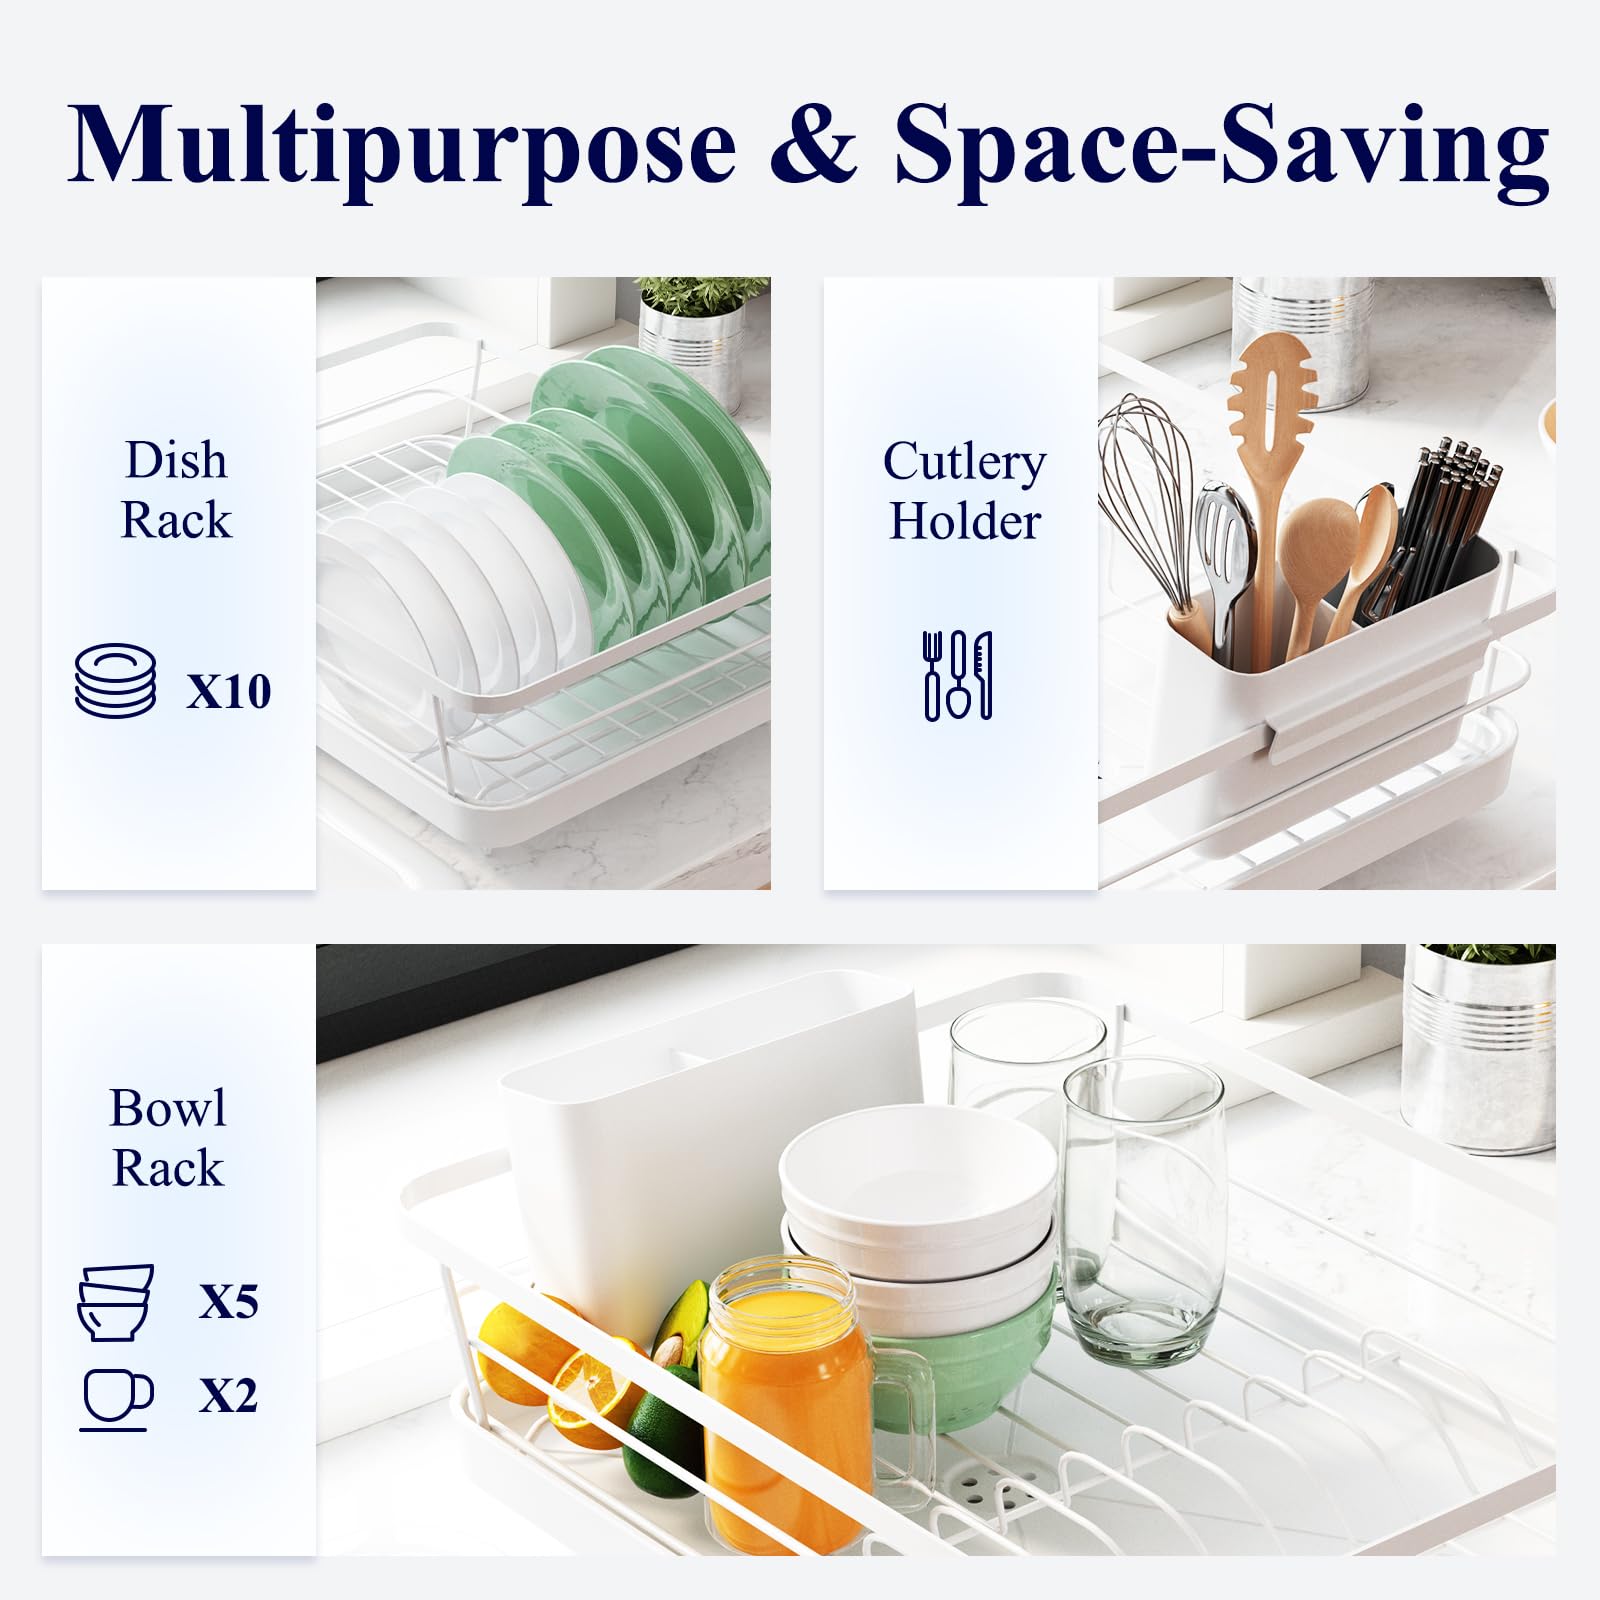 Multipurpose & Space-Saving
Dish
Rack
X10
Cutlery
Holder
Bowl
Rack
X5
X2